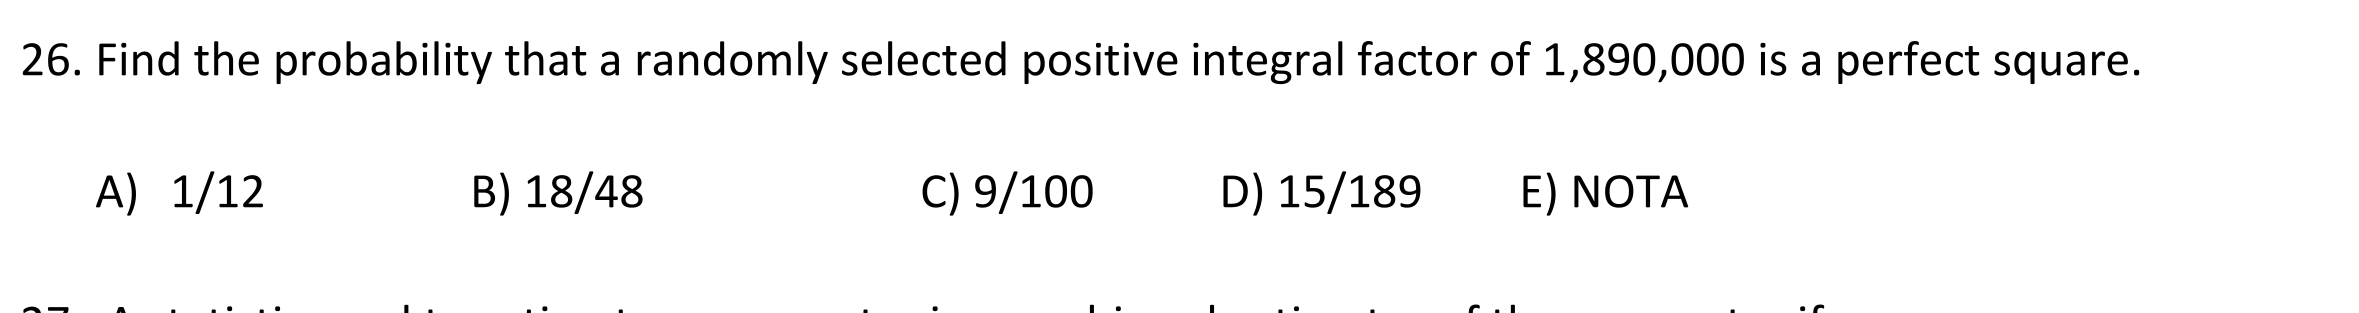 26. Find the probability that a randomly selected positive integral factor of 1,890,000 is a perfect square.
A) 1/12 B) 18/48 C) 9/100 D) 15/189 E) NOTA